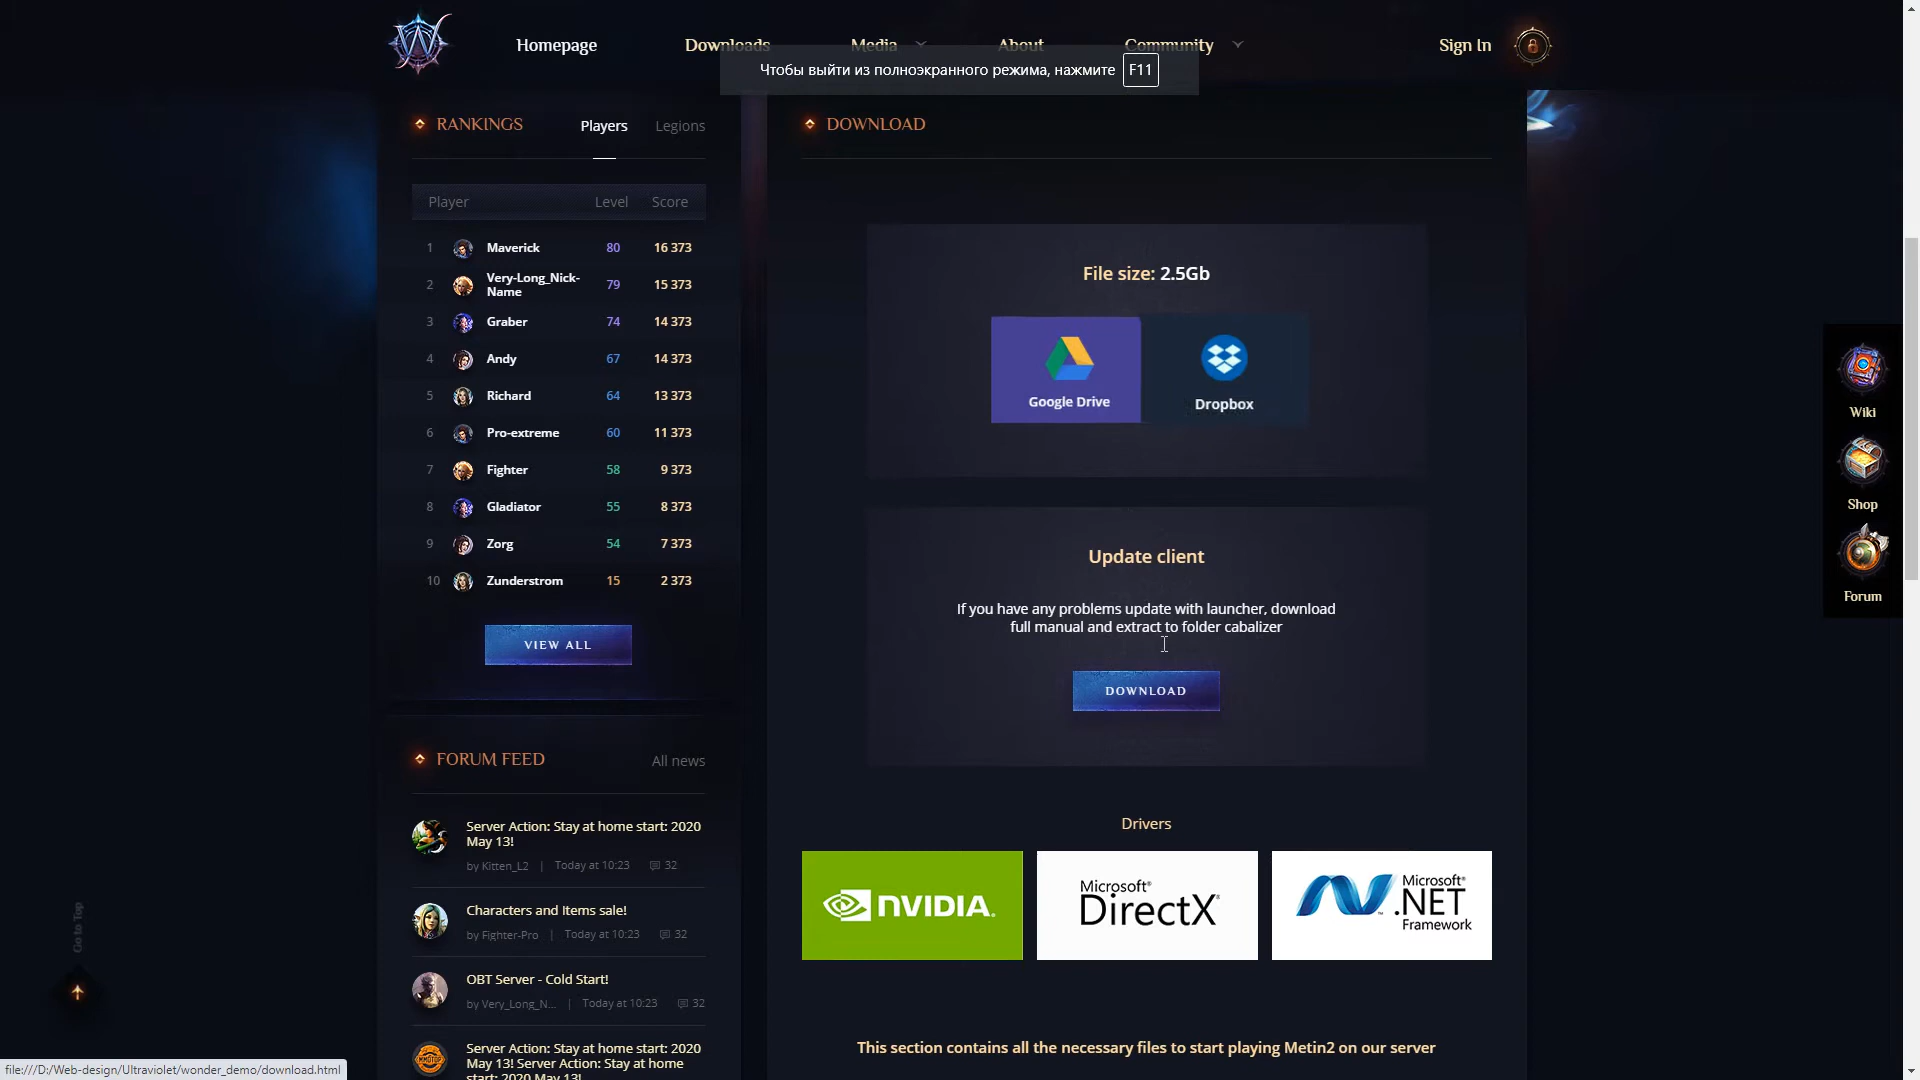 Homepage
Downloads
Media
About
Community
Sign In
Чтобы выйти из полноэкранного режима, нажмите F11
RANKINGS
Players
Legions
Player Level Score
1 Maverick 80 16 373
2 Very-Long_Nick-
Name 79 15 373
3 Graber 74 14 373
4 Andy 67 14 373
5 Richard 64 13 373
6 Pro-extreme 60 11 373
7 Fighter 58 9 373
8 Gladiator 55 8 373
9 Zorg 54 7 373
10 Zunderstrom 15 2 373
VIEW ALL
FORUM FEED
All news
Server Action: Stay at home start: 2020
May 13!
by Kitten_L2 | Today at 10:23 32
Characters and Items sale!
by Fighter-Pro | Today at 10:23 32
OBT Server - Cold Start!
by Very_Long_N... | Today at 10:23 32
Server Action: Stay at home start: 2020
May 13! Server Action: Stay at home
start: 2020 May 13!
DOWNLOAD
File size: 2.5Gb
Google Drive
Dropbox
Update client
If you have any problems update with launcher, download
full manual and extract to folder cabalizer
DOWNLOAD
Drivers
NVIDIA.
Microsoft®
DirectX®
Microsoft®
.NET
Framework
This section contains all the necessary files to start playing Metin2 on our server
Wiki
Shop
Forum
Go to Top
file:///D:/Web-design/Ultraviolet/wonder_demo/download.html